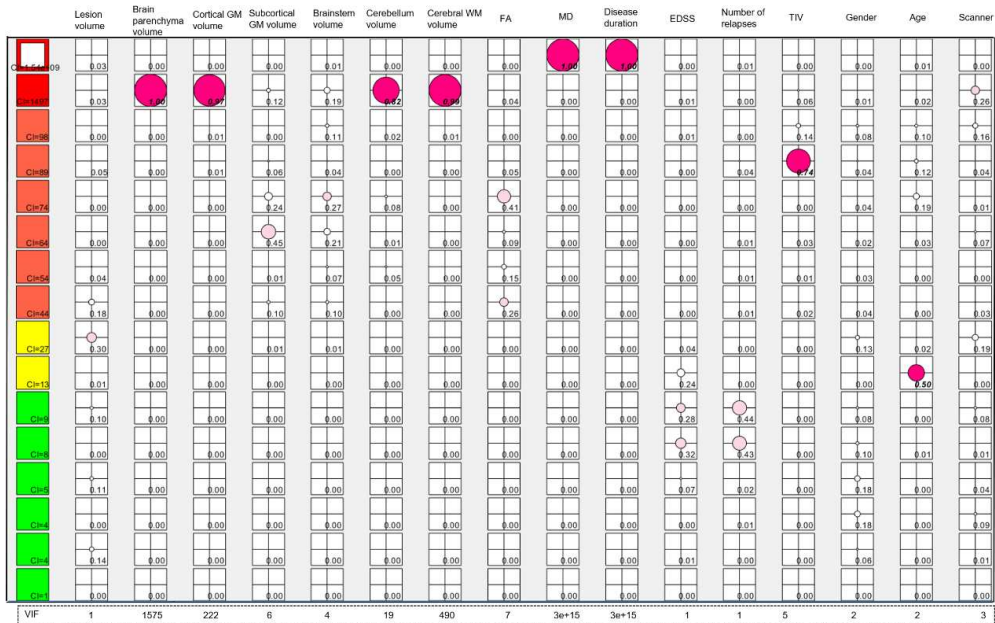 Lesion volume
Brain parenchyma volume
Cortical GM volume
Subcortical GM volume
Brainstem volume
Cerebellum volume
Cerebral WM volume
FA
MD
Disease duration
EDSS
Number of relapses
TIV
Gender
Age
Scanner
0.03 0.00 0.00 0.00 0.01 0.00 0.00 0.00 1.00 1.00 0.00 0.01 0.00 0.00 0.01 0.00
CI=1497 0.03 1.00 0.97 0.12 0.19 0.82 0.99 0.04 0.00 0.00 0.01 0.00 0.06 0.01 0.02 0.26
CI=98 0.00 0.00 0.01 0.00 0.11 0.02 0.01 0.00 0.00 0.00 0.01 0.00 0.14 0.08 0.10 0.16
CI=89 0.05 0.00 0.01 0.06 0.04 0.00 0.00 0.05 0.00 0.00 0.00 0.04 0.74 0.04 0.12 0.04
CI=74 0.00 0.00 0.00 0.24 0.27 0.08 0.00 0.41 0.00 0.00 0.00 0.00 0.00 0.04 0.19 0.01
CI=64 0.00 0.00 0.00 0.45 0.21 0.01 0.00 0.09 0.00 0.00 0.00 0.01 0.03 0.02 0.03 0.07
CI=54 0.04 0.00 0.00 0.01 0.07 0.05 0.00 0.15 0.00 0.00 0.00 0.01 0.01 0.03 0.00 0.00
CI=44 0.18 0.00 0.00 0.10 0.10 0.00 0.00 0.26 0.00 0.00 0.00 0.01 0.02 0.04 0.00 0.03
CI=27 0.30 0.00 0.00 0.01 0.01 0.00 0.00 0.00 0.00 0.00 0.04 0.00 0.00 0.13 0.02 0.19
CI=13 0.01 0.00 0.00 0.00 0.00 0.00 0.00 0.00 0.00 0.00 0.24 0.00 0.00 0.00 0.50 0.00
CI=9 0.10 0.00 0.00 0.00 0.00 0.00 0.00 0.00 0.00 0.00 0.28 0.44 0.00 0.08 0.00 0.08
CI=8 0.00 0.00 0.00 0.00 0.00 0.00 0.00 0.00 0.00 0.00 0.32 0.43 0.00 0.10 0.01 0.01
CI=5 0.11 0.00 0.00 0.00 0.00 0.00 0.00 0.00 0.00 0.00 0.07 0.02 0.00 0.18 0.00 0.04
CI=4 0.00 0.00 0.00 0.00 0.00 0.00 0.00 0.00 0.00 0.00 0.00 0.01 0.00 0.18 0.00 0.09
CI=4 0.14 0.00 0.00 0.00 0.00 0.00 0.00 0.00 0.00 0.00 0.01 0.00 0.00 0.06 0.00 0.01
CI=1 0.00 0.00 0.00 0.00 0.00 0.00 0.00 0.00 0.00 0.00 0.00 0.00 0.00 0.00 0.00 0.00
VIF 1 1575 222 6 4 19 490 7 3e+15 3e+15 1 1 5 2 2 3